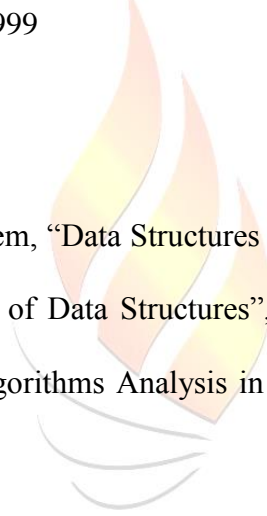 999
em, “Data Structures
of Data Structures”,
gorithms Analysis in